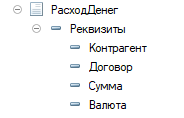 РасходДенег
Реквизиты
Контрагент
Договор
Сумма
Валюта